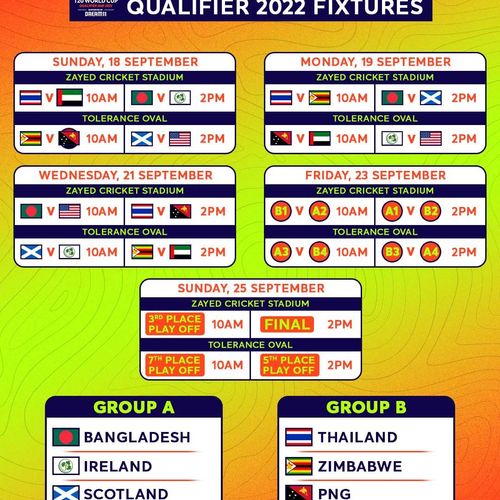 T20 WORLD CUP
DREAM11
QUALIFIER 2022 FIXTURES
SUNDAY, 18 SEPTEMBER
ZAYED CRICKET STADIUM
V 10AM V 2PM
TOLERANCE OVAL
V 10AM V 2PM
MONDAY, 19 SEPTEMBER
ZAYED CRICKET STADIUM
V 10AM V 2PM
TOLERANCE OVAL
V 10AM V 2PM
WEDNESDAY, 21 SEPTEMBER
ZAYED CRICKET STADIUM
V 10AM V 2PM
TOLERANCE OVAL
V 10AM V 2PM
FRIDAY, 23 SEPTEMBER
ZAYED CRICKET STADIUM
B1 V A2 10AM A1 V B2 2PM
TOLERANCE OVAL
A3 V B4 10AM B3 V A4 2PM
SUNDAY, 25 SEPTEMBER
ZAYED CRICKET STADIUM
3RD PLACE PLAY OFF 10AM FINAL 2PM
TOLERANCE OVAL
7TH PLACE PLAY OFF 10AM 5TH PLACE PLAY OFF 2PM
GROUP A
BANGLADESH
IRELAND
SCOTLAND
GROUP B
THAILAND
ZIMBABWE
PNG